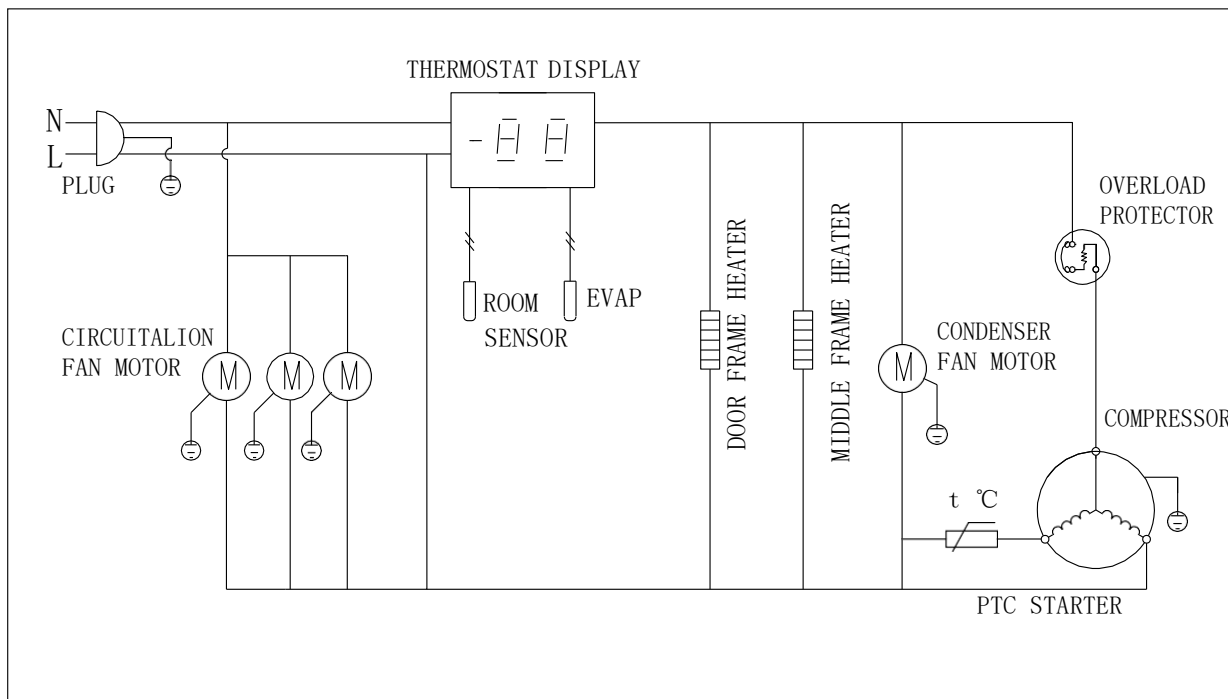 THERMOSTAT DISPLAY
N
L
PLUG
-88
OVERLOAD
PROTECTOR
ROOM
SENSOR
EVAP
DOOR FRAME HEATER
MIDDLE FRAME HEATER
CIRCUITALION
FAN MOTOR
M
M
M
CONDENSER
FAN MOTOR
M
COMPRESSOR
t ℃
PTC STARTER